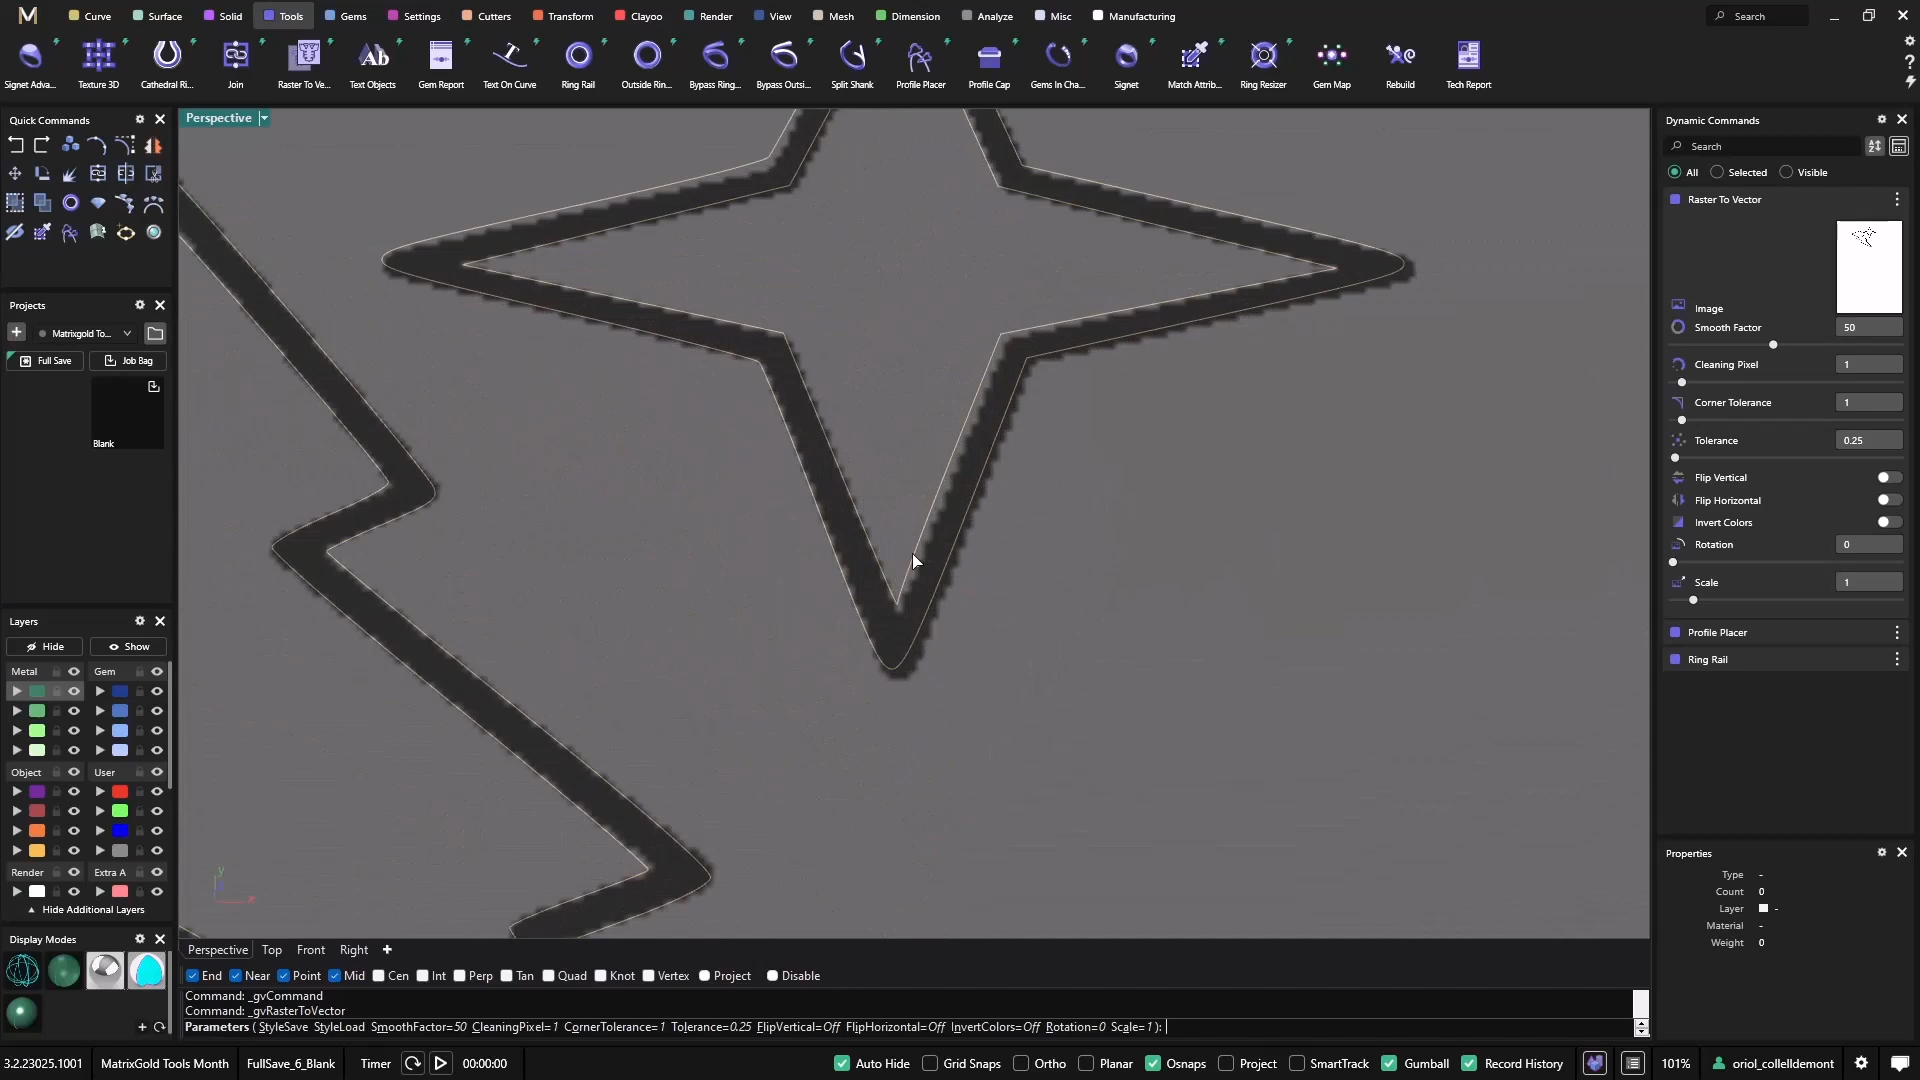 Curve Surface Solid Tools Gems Settings Cutters Transform Clayoo Render View Mesh Dimension Analyze Misc Manufacturing Search
Signet Adva... Texture 3D Cathedral Ri... Join Raster To Ve... Text Objects Gem Report Text On Curve Ring Rail Outside Rin... Bypass Ring... Bypass Outsi... Split Shank Profile Placer Profile Cap Gems In Cha... Signet Match Attrib... Ring Resizer Gem Map Rebuild Tech Report
Quick Commands
Projects
Matrixgold To...
Full Save Job Bag
Blank
Layers
Hide Show
Metal Gem
Object User
Render Extra A
Hide Additional Layers
Display Modes
Perspective
Perspective Top Front Right
End Near Point Mid Cen Int Perp Tan Quad Knot Vertex Project Disable
Command: _gvCommand
Command: _gvRasterToVector
Parameters ( StyleSave StyleLoad SmoothFactor=50 CleaningPixel=1 CornerTolerance=1 Tolerance=0.25 FlipVertical=Off FlipHorizontal=Off InvertColors=Off Rotation=0 Scale=1 ):
Dynamic Commands
Search
All Selected Visible
Raster To Vector
Image
Smooth Factor 50
Cleaning Pixel 1
Corner Tolerance 1
Tolerance 0.25
Flip Vertical
Flip Horizontal
Invert Colors
Rotation 0
Scale 1
Profile Placer
Ring Rail
Properties
Type -
Count 0
Layer -
Material -
Weight 0
3.2.23025.1001 MatrixGold Tools Month FullSave_6_Blank Timer 00:00:00 Auto Hide Grid Snaps Ortho Planar Osnaps Project SmartTrack Gumball Record History 101% oriol_collelldemont